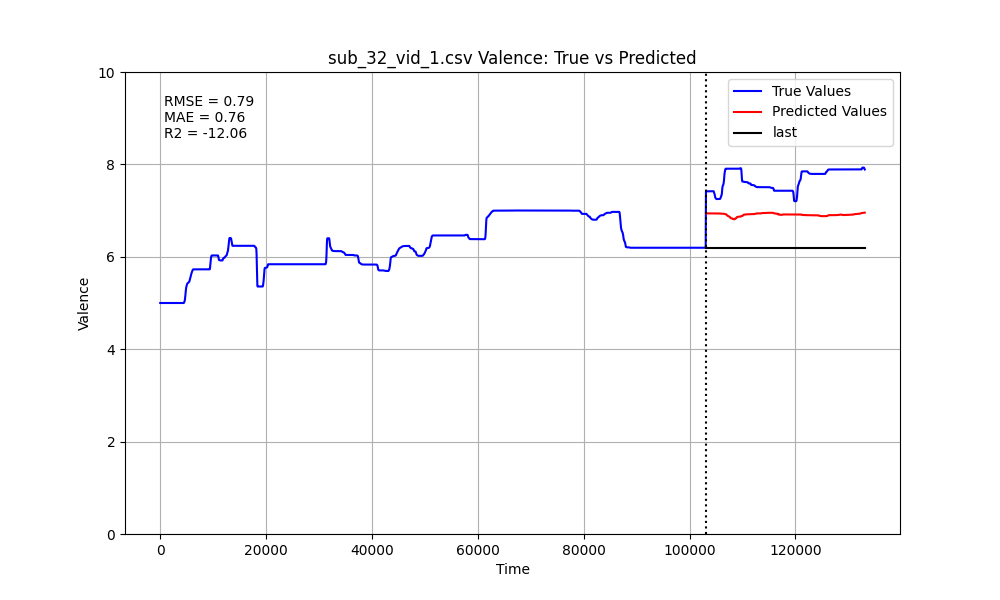 sub_32_vid_1.csv Valence: True vs Predicted
10
8
6
4
2
0
Valence
RMSE = 0.79
MAE = 0.76
R2 = -12.06
True Values
Predicted Values
last
0 20000 40000 60000 80000 100000 120000
Time